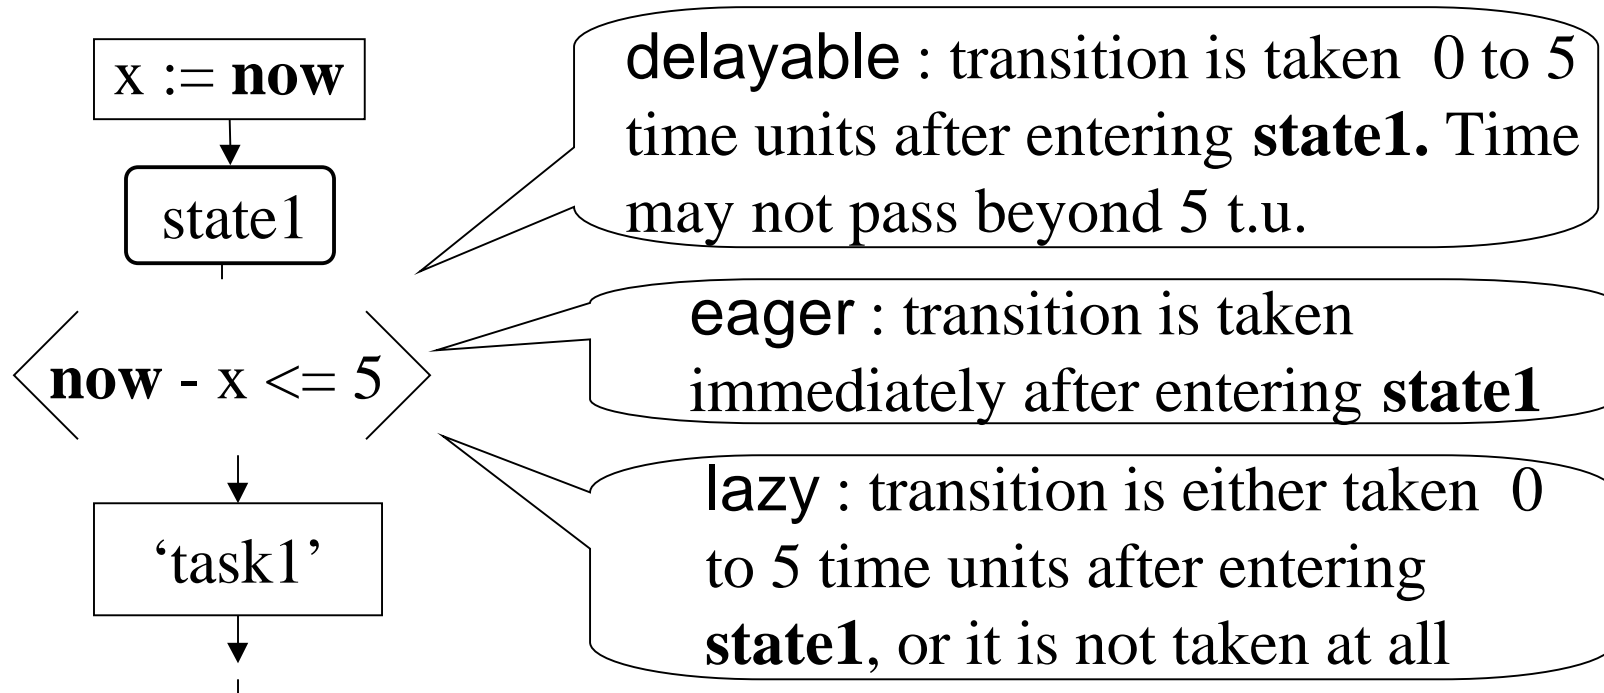 x := now
state1
now - x <= 5
‘task1’
delayable : transition is taken 0 to 5
time units after entering state1. Time
may not pass beyond 5 t.u.
eager : transition is taken
immediately after entering state1
lazy : transition is either taken 0
to 5 time units after entering
state1, or it is not taken at all